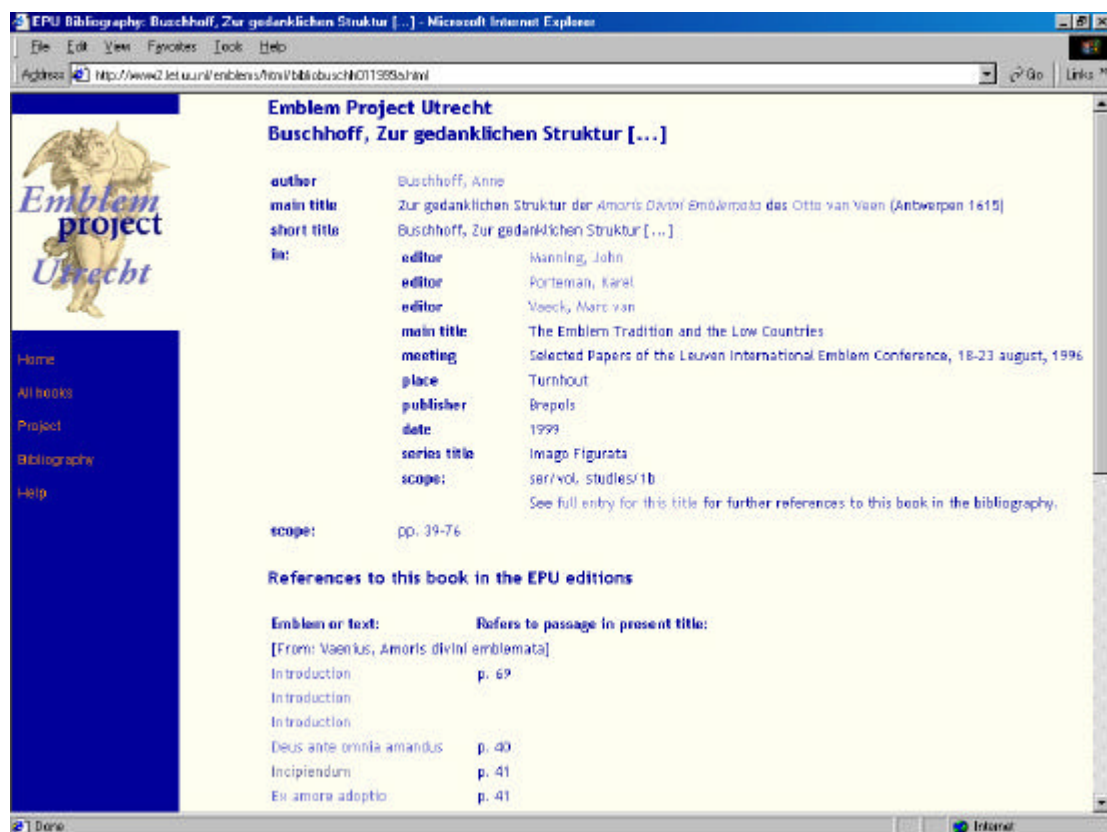 EPU Bibliography: Buschhoff, Zur gedanklichen Struktur [...] - Microsoft Internet Explorer
File Edit View Favorites Tools Help
Address Go Links
Emblem Project Utrecht
Buschhoff, Zur gedanklichen Struktur [...]
Emblem
project
Utrecht
author Buschhoff, Anne
main title Zur gedanklichen Struktur der Amoris Divini Emblemata des Otto van Veen (Antwerpen 1615)
short title Buschhoff, Zur gedanklichen Struktur [...]
in: editor Manning, John
editor Porteman, Karel
editor Vaeck, Marc van
main title The Emblem Tradition and the Low Countries
meeting Selected Papers of the Leuven International Emblem Conference, 18-23 august, 1996
place Turnhout
publisher Brepols
date 1999
series title Imago Figurata
scope: ser/vol. studies/1b
See full entry for this title for further references to this book in the bibliography.
scope: pp. 39-76
Home
All books
Project
Bibliography
Help
References to this book in the EPU editions
Emblem or text: Refers to passage in present title:
[From: Vaenius, Amoris divini emblemata]
Introduction p. 69
Introduction
Introduction
Deus ante omnia amandus p. 40
Incipiendum p. 41
Ex amore adoptio p. 41
Done Internet